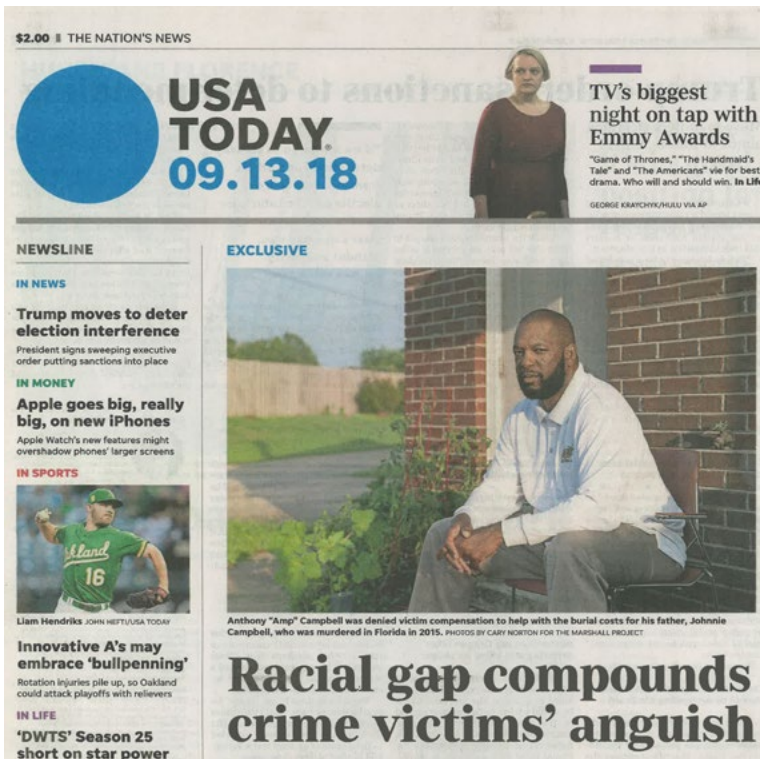 $2.00 THE NATION'S NEWS
USA
TODAY®
09.13.18
TV's biggest
night on tap with
Emmy Awards
"Game of Thrones," "The Handmaid's
Tale" and "The Americans" vie for best
drama. Who will and should win. In Life
GEORGE KRAYCHYK/HULU VIA AP
NEWSLINE
IN NEWS
Trump moves to deter
election interference
President signs sweeping executive
order putting sanctions into place
IN MONEY
Apple goes big, really
big, on new iPhones
Apple Watch's new features might
overshadow phones' larger screens
IN SPORTS
akland
16
Liam Hendriks JOHN HEFTI/USA TODAY
Innovative A's may
embrace 'bullpenning'
Rotation injuries pile up, so Oakland
could attack playoffs with relievers
IN LIFE
'DWTS' Season 25
short on star power
EXCLUSIVE
Anthony "Amp" Campbell was denied victim compensation to help with the burial costs for his father, Johnnie
Campbell, who was murdered in Florida in 2015. PHOTOS BY CARY NORTON FOR THE MARSHALL PROJECT
Racial gap compounds
crime victims' anguish